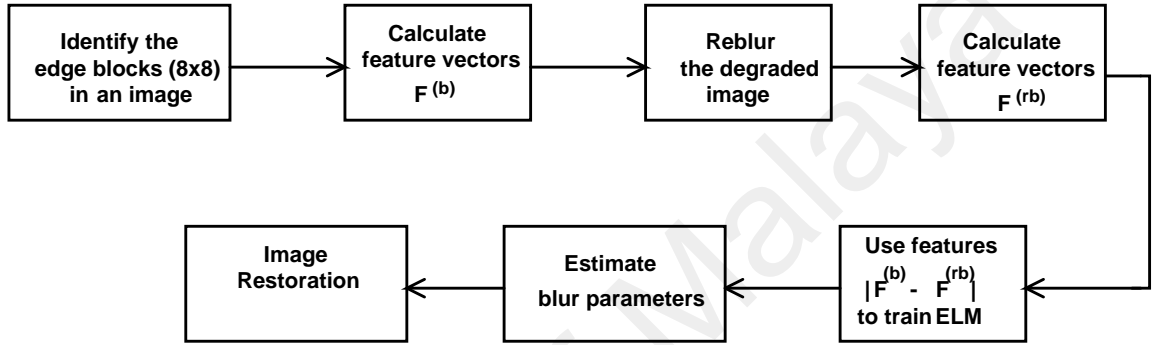 Identify the
edge blocks (8x8)
in an image
Calculate
feature vectors
F (b)
Reblur
the degraded
image
Calculate
feature vectors
F (rb)
Use features
|F(b) - F(rb)|
to train ELM
Estimate
blur parameters
Image
Restoration
Malaya